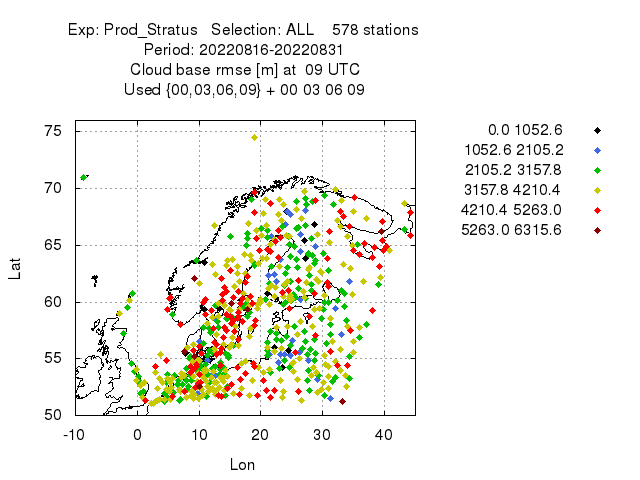 Exp: Prod_Stratus   Selection: ALL    578 stations
Period: 20220816-20220831
Cloud base rmse [m] at  09 UTC
Used {00,03,06,09} + 00 03 06 09
75
70
65
60
55
50
Lat
-10 0 10 20 30 40
Lon
0.0 1052.6
1052.6 2105.2
2105.2 3157.8
3157.8 4210.4
4210.4 5263.0
5263.0 6315.6